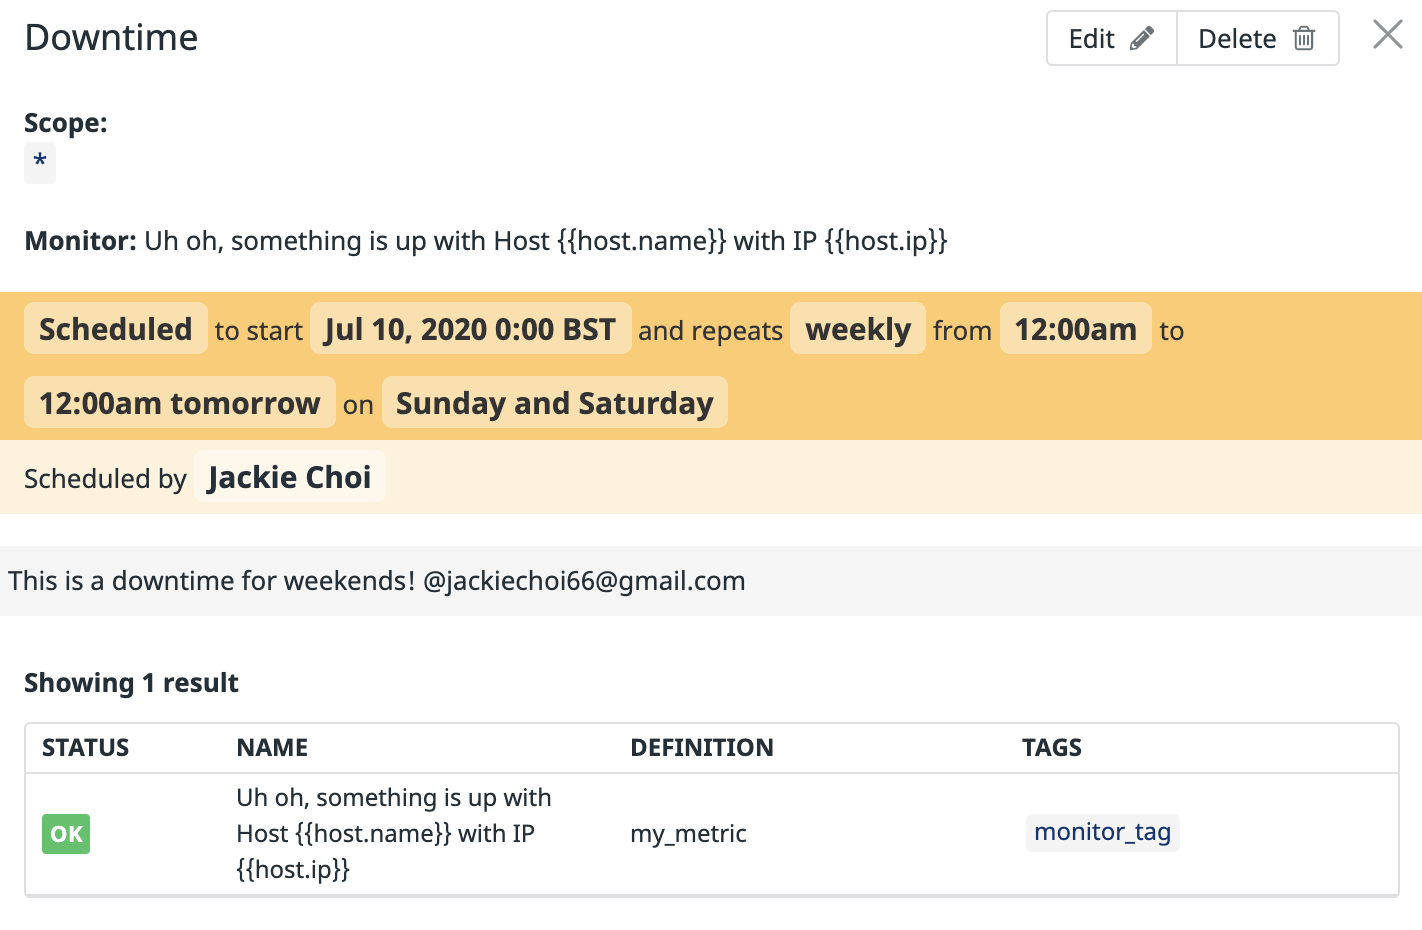 Downtime
Edit
Delete
Scope:
*
Monitor: Uh oh, something is up with Host {{host.name}} with IP {{host.ip}}
Scheduled to start Jul 10, 2020 0:00 BST and repeats weekly from 12:00am to
12:00am tomorrow on Sunday and Saturday
Scheduled by Jackie Choi
This is a downtime for weekends! @jackiechoi66@gmail.com
Showing 1 result
STATUS NAME DEFINITION TAGS
Uh oh, something is up with
OK Host {{host.name}} with IP my_metric monitor_tag
{{host.ip}}